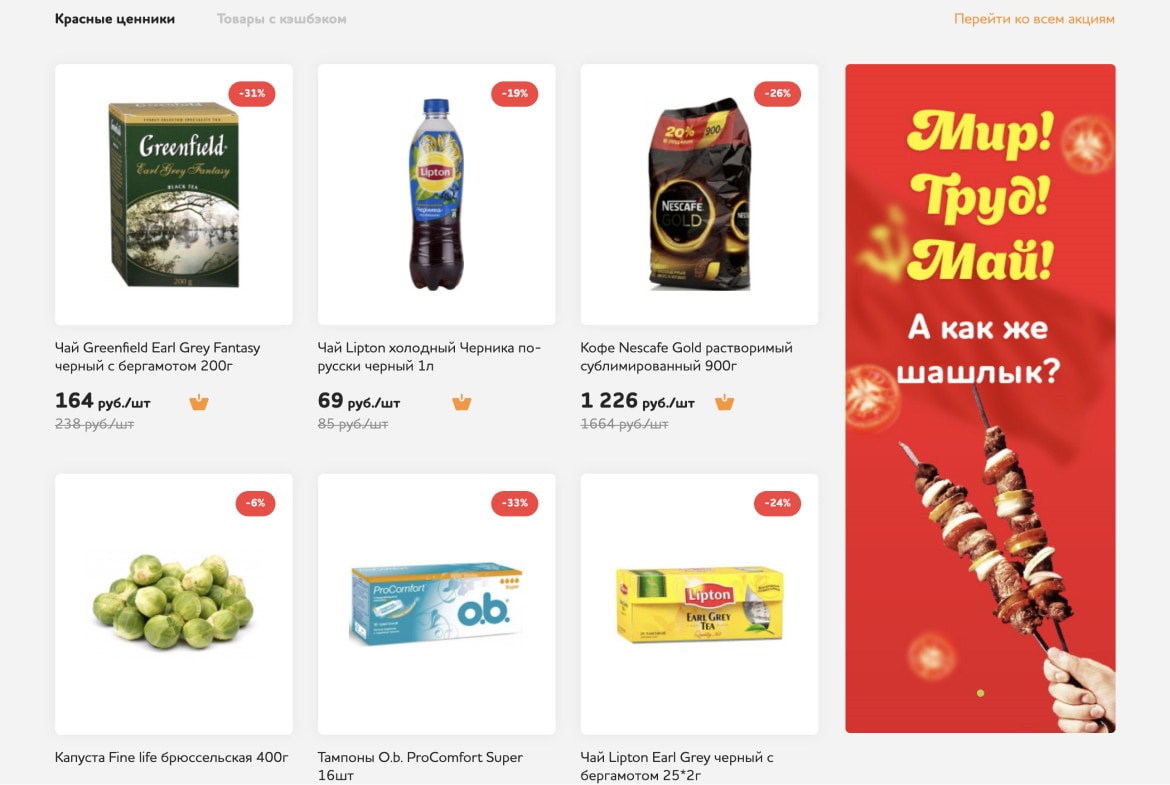 Красные ценники
Товары с кэшбэком
Перейти ко всем акциям
-31%
Greenfield
Earl Grey Fantasy
BLACK TEA
200 g
-19%
Lipton
Черника
-26%
20%
900
NESCAFÉ
GOLD
Чай Greenfield Earl Grey Fantasy
черный с бергамотом 200г
164 руб./шт
238 руб./шт
Чай Lipton холодный Черника по-
русски черный 1л
69 руб./шт
85 руб./шт
Кофе Nescafe Gold растворимый
сублимированный 900г
1 226 руб./шт
1664 руб./шт
-6%
-33%
ProComfort
Super
o.b.
-24%
Lipton
EARL GREY
TEA
Капуста Fine life брюссельская 400г
Тампоны O.b. ProComfort Super
16шт
Чай Lipton Earl Grey черный с
бергамотом 25*2г
Мир!
Труд!
Май!
А как же
шашлык?